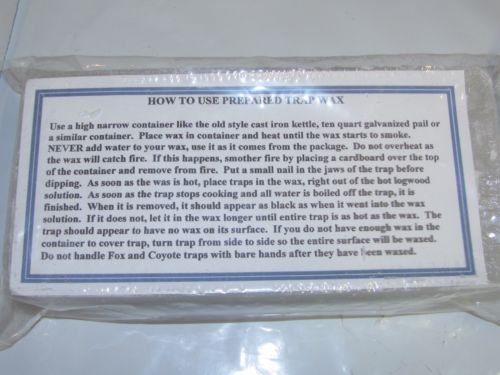 HOW TO USE PREPARED TRAP WAX
Use a high narrow container like the old style cast iron kettle, ten quart galvanized pail or
a similar container. Place wax in container and heat until the wax starts to smoke.
NEVER add water to your wax, use it as it comes from the package. Do not overheat as
the wax will catch fire. If this happens, smother fire by placing a cardboard over the top
of the container and remove from fire. Put a small nail in the jaws of the trap before
dipping. As soon as the was is hot, place traps in the wax, right out of the hot logwood
solution. As soon as the trap stops cooking and all water is boiled off the trap, it is
finished. When it is removed, it should appear as black as when it went into the wax
solution. If it does not, let it in the wax longer until entire trap is as hot as the wax. The
trap should appear to have no wax on its surface. If you do not have enough wax in the
container to cover trap, turn trap from side to side so the entire surface will be waxed.
Do not handle Fox and Coyote traps with bare hands after they have been waxed.